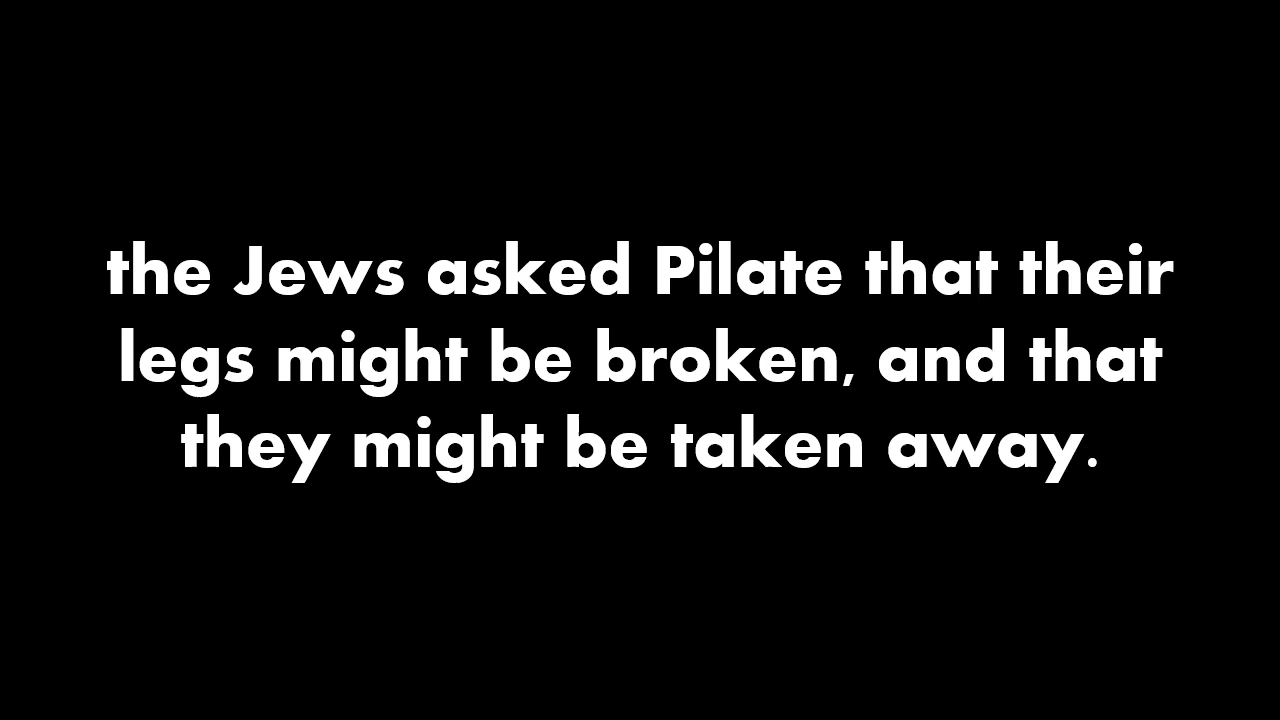 the Jews asked Pilate that their
legs might be broken, and that
they might be taken away.